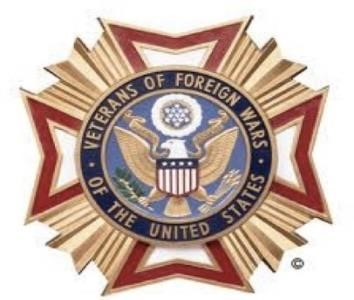 · VETERANS OF FOREIGN WARS ·
OF THE UNITED STATES
©